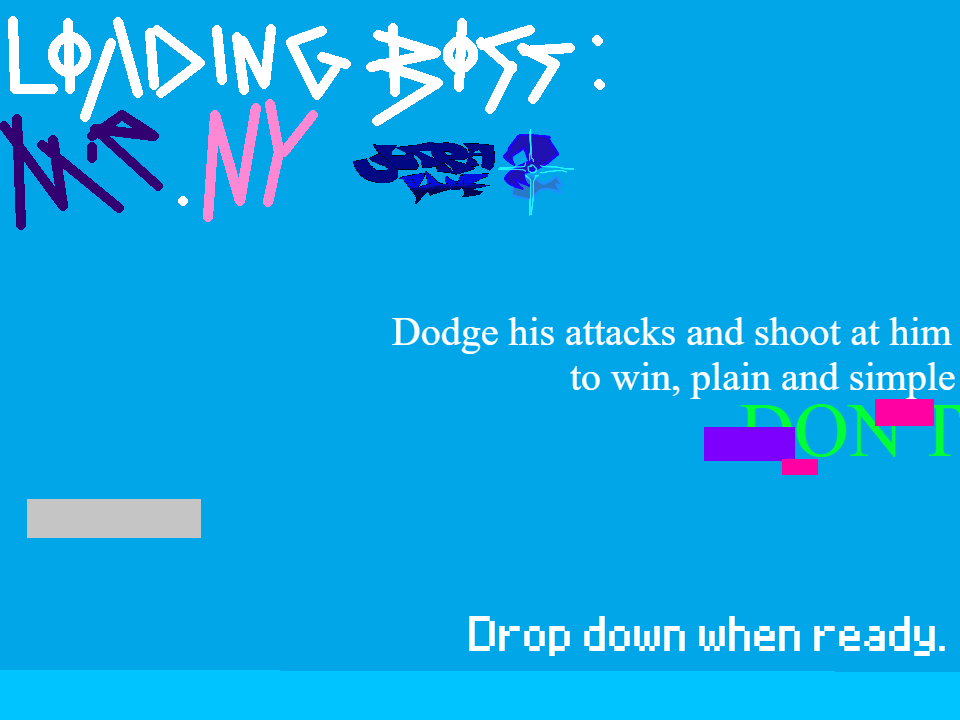 LOADING BOSS:
Mr.NY
Dodge his attacks and shoot at him
to win, plain and simple
DON'T
Drop down when ready.